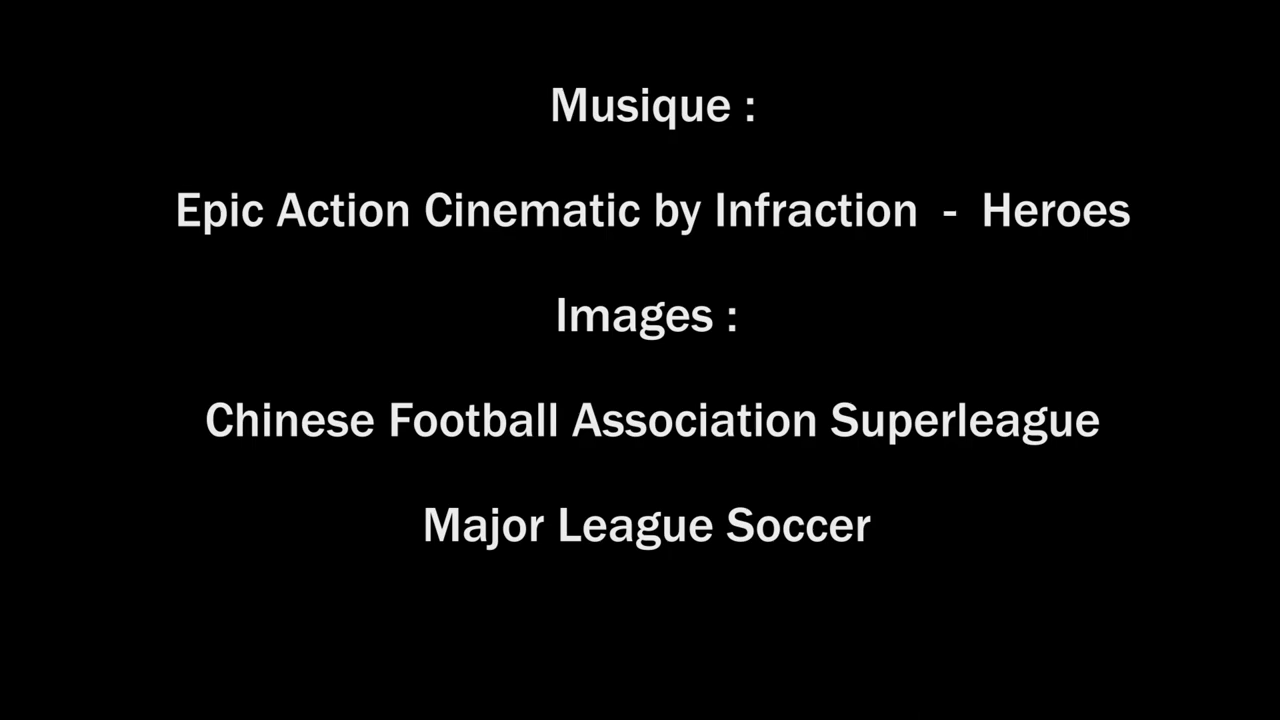 Musique :
Epic Action Cinematic by Infraction - Heroes
Images :
Chinese Football Association Superleague
Major League Soccer